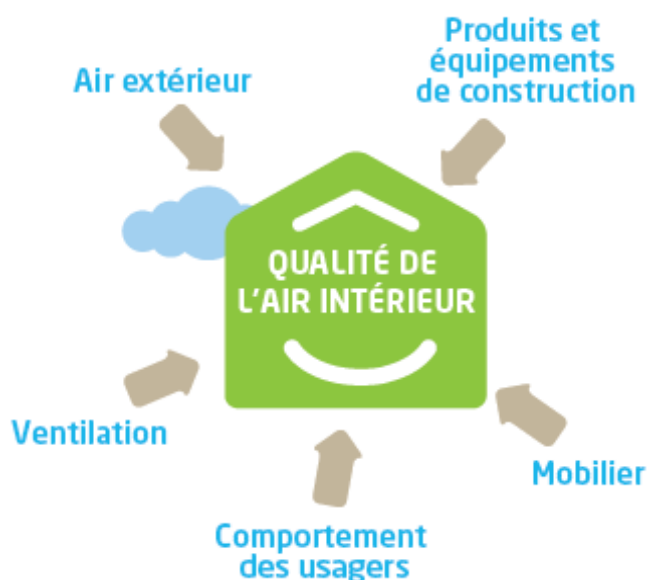 Produits et
équipements
de construction
Air extérieur
QUALITÉ DE
L'AIR INTÉRIEUR
Ventilation
Mobilier
Comportement
des usagers